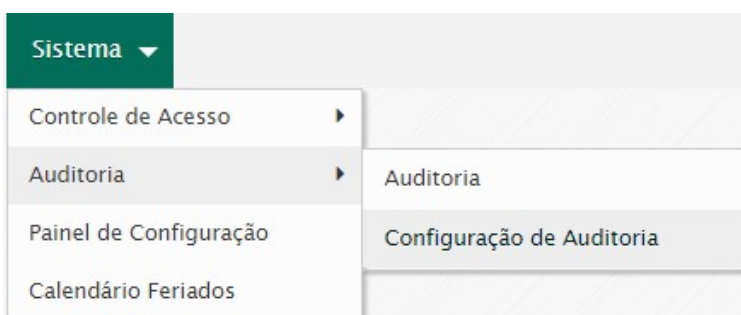 Sistema
Controle de Acesso
Auditoria
Auditoria
Painel de Configuração
Configuração de Auditoria
Calendário Feriados